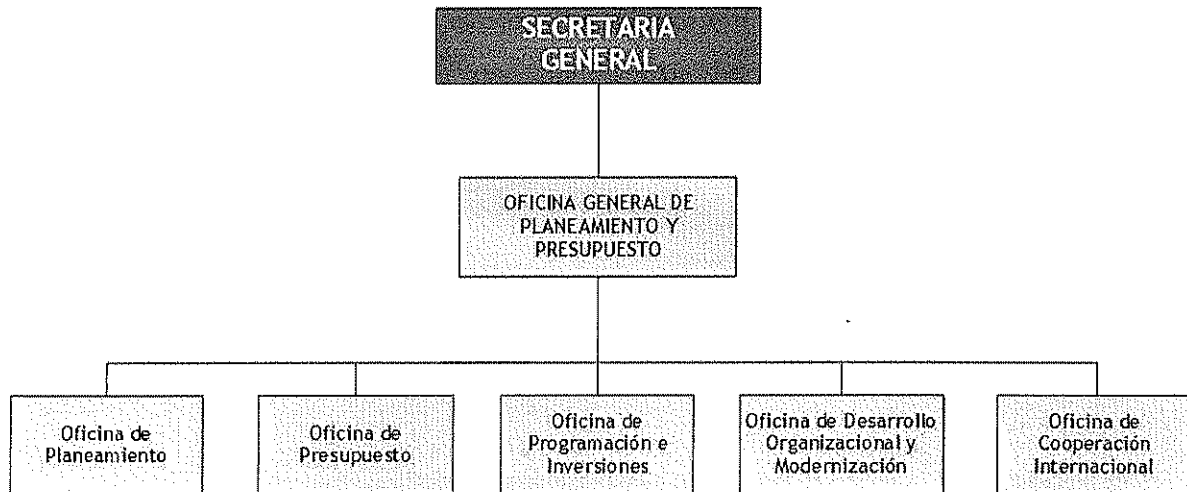 SECRETARIA
GENERAL
OFICINA GENERAL DE
PLANEAMIENTO Y
PRESUPUESTO
Oficina de
Planeamiento
Oficina de
Presupuesto
Oficina de
Programación e
Inversiones
Oficina de Desarrollo
Organizacional y
Modernización
Oficina de
Cooperación
Internacional